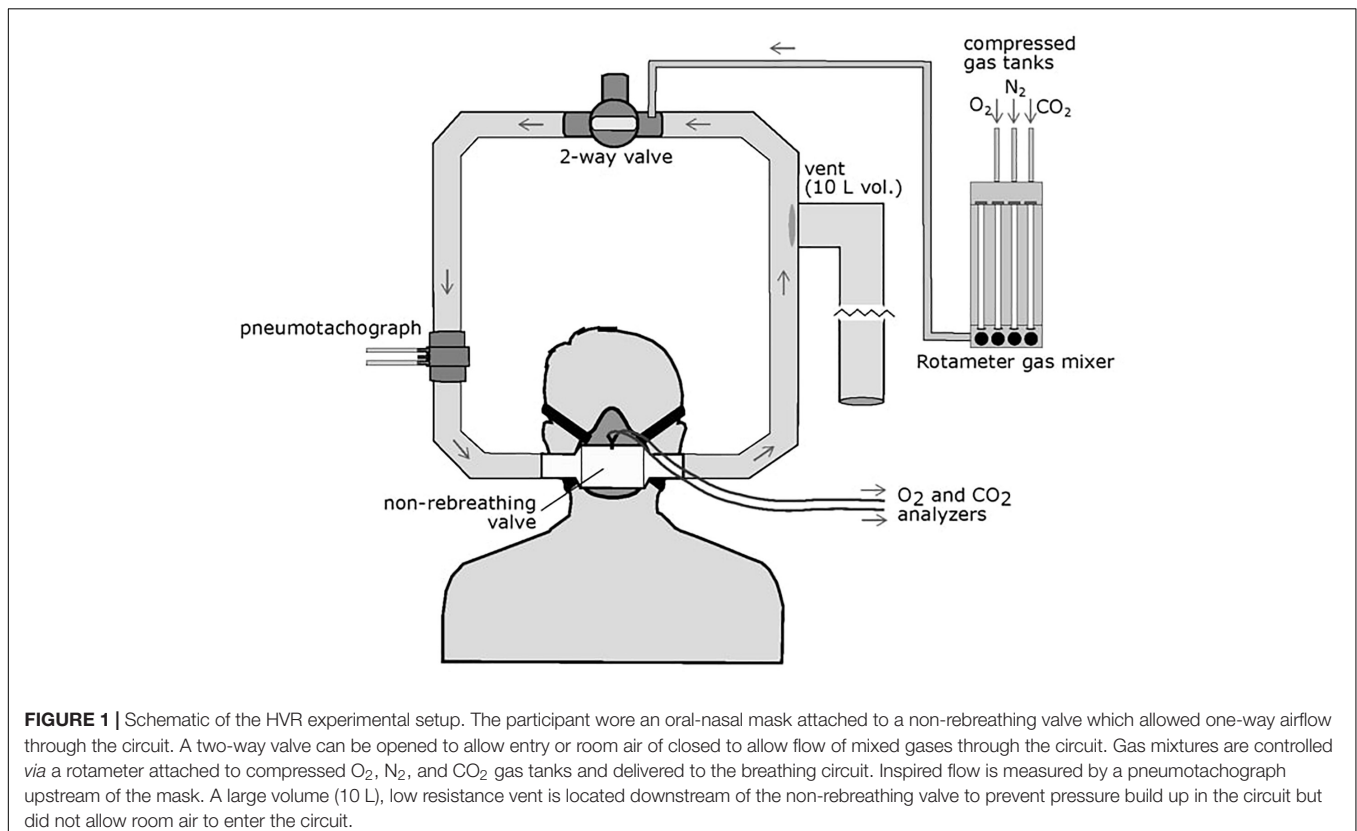 compressed
gas tanks
N2
O2 CO2
2-way valve
vent
(10 L vol.)
pneumotachograph
Rotameter gas mixer
non-rebreathing
valve
O2 and CO2
analyzers
FIGURE 1 | Schematic of the HVR experimental setup. The participant wore an oral-nasal mask attached to a non-rebreathing valve which allowed one-way airflow
through the circuit. A two-way valve can be opened to allow entry or room air of closed to allow flow of mixed gases through the circuit. Gas mixtures are controlled
via a rotameter attached to compressed O2, N2, and CO2 gas tanks and delivered to the breathing circuit. Inspired flow is measured by a pneumotachograph
upstream of the mask. A large volume (10 L), low resistance vent is located downstream of the non-rebreathing valve to prevent pressure build up in the circuit but
did not allow room air to enter the circuit.